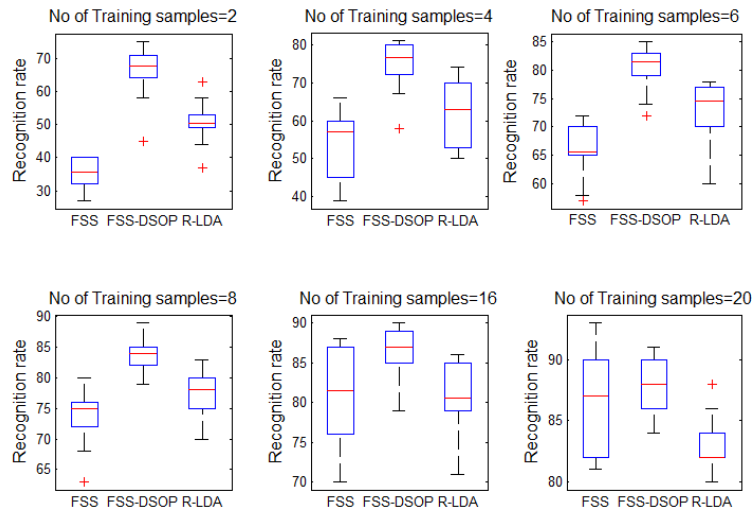 No of Training samples=2
Recognition rate
70
60
50
40
30
FSS FSS-DSOP R-LDA
No of Training samples=4
Recognition rate
80
70
60
50
40
FSS FSS-DSOP R-LDA
No of Training samples=6
Recognition rate
85
80
75
70
65
60
FSS FSS-DSOP R-LDA
No of Training samples=8
Recognition rate
90
85
80
75
70
65
FSS FSS-DSOP R-LDA
No of Training samples=16
Recognition rate
90
85
80
75
70
FSS FSS-DSOP R-LDA
No of Training samples=20
Recognition rate
90
85
80
FSS FSS-DSOP R-LDA